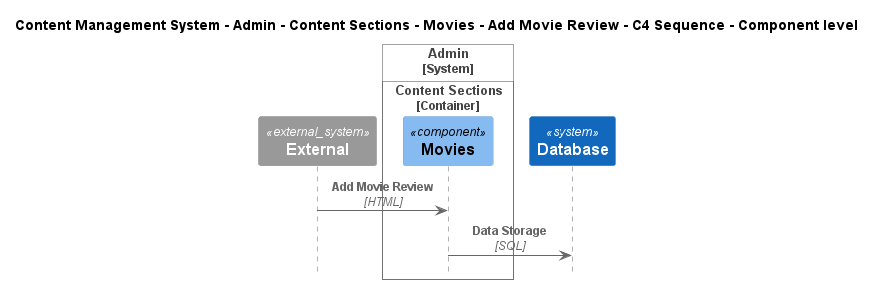 Content Management System - Admin - Content Sections - Movies - Add Movie Review - C4 Sequence - Component level
Admin
[System]
Content Sections
[Container]
«external_system»
External
«component»
Movies
«system»
Database
Add Movie Review
[HTML]
Data Storage
[SQL]